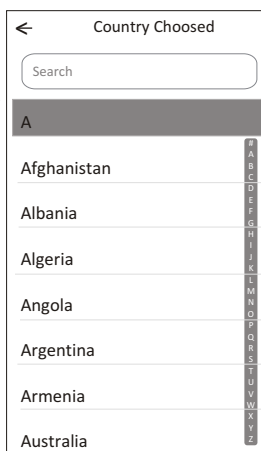 Country Choosed
Search
A
Afghanistan
Albania
Algeria
Angola
Argentina
Armenia
Australia
#
A
B
C
D
E
F
G
H
I
J
K
L
M
N
O
P
Q
R
S
T
U
V
W
X
Y
Z